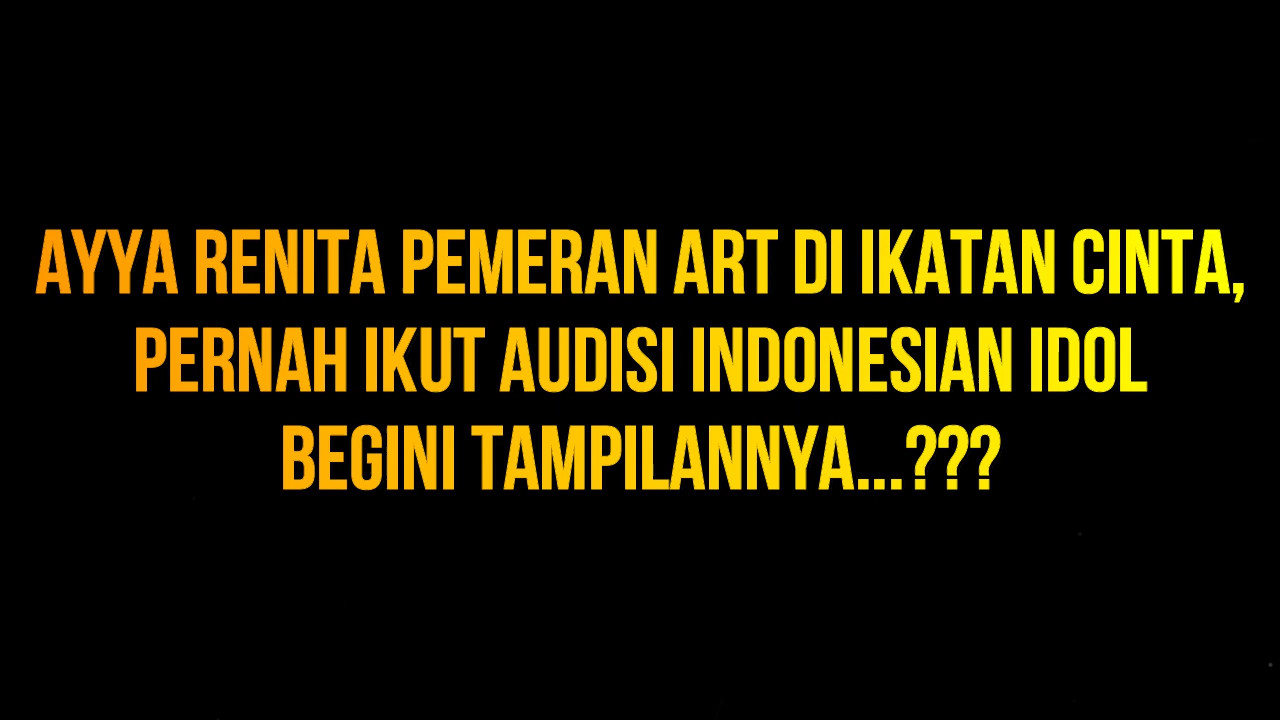 AYYA RENITA PEMERAN ART DI IKATAN CINTA,
PERNAH IKUT AUDISI INDONESIAN IDOL
BEGINI TAMPILANNYA...???